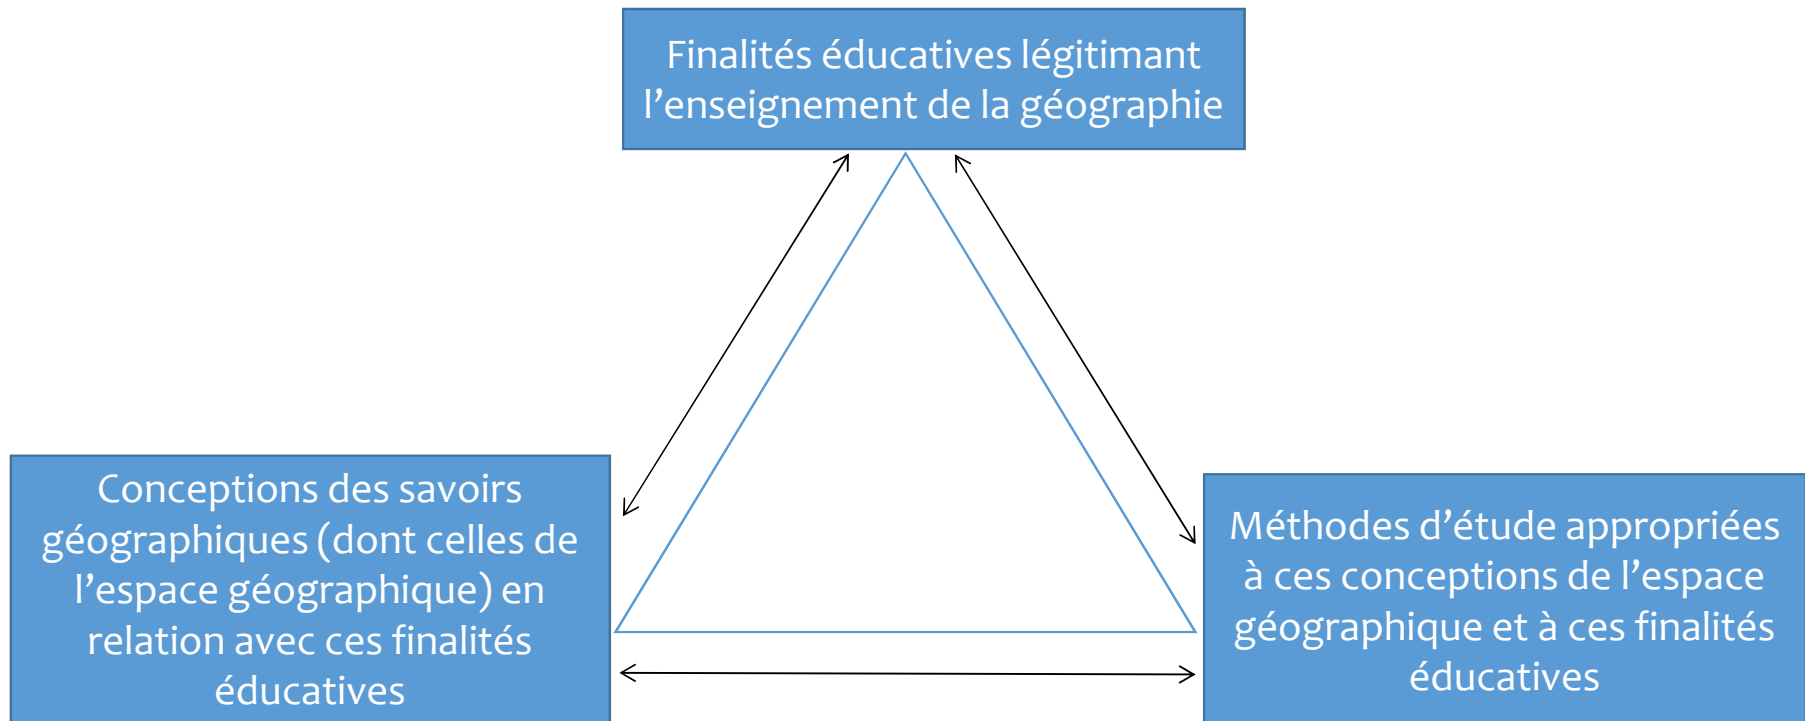 Finalités éducatives légitimant
l’enseignement de la géographie
Conceptions des savoirs
géographiques (dont celles de
l’espace géographique) en
relation avec ces finalités
éducatives
Méthodes d’étude appropriées
à ces conceptions de l’espace
géographique et à ces finalités
éducatives